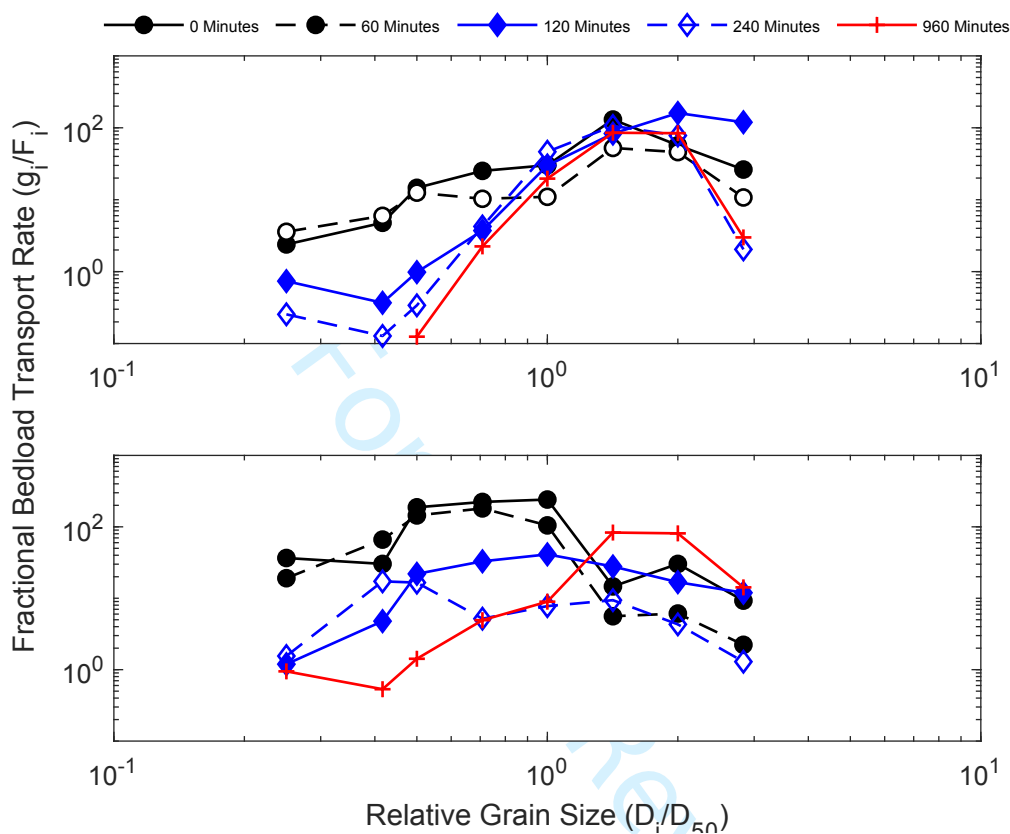 0 Minutes 60 Minutes 120 Minutes 240 Minutes 960 Minutes
10^2
10^0
10^-1 10^0 10^1
Fractional Bedload Transport Rate (g_i/F_i)
10^2
10^0
10^-1 10^0 10^1
Relative Grain Size (D_i/D_50)